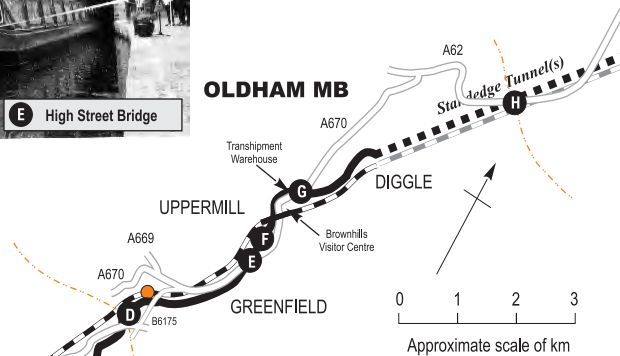 E High Street Bridge
OLDHAM MB
A62
Standedge Tunnel(s)
H
A670
Transhipment
Warehouse
G
DIGGLE
UPPERMILL
F
Brownhills
Visitor Centre
A669
E
A670
GREENFIELD
D
B6175
0 1 2 3
Approximate scale of km